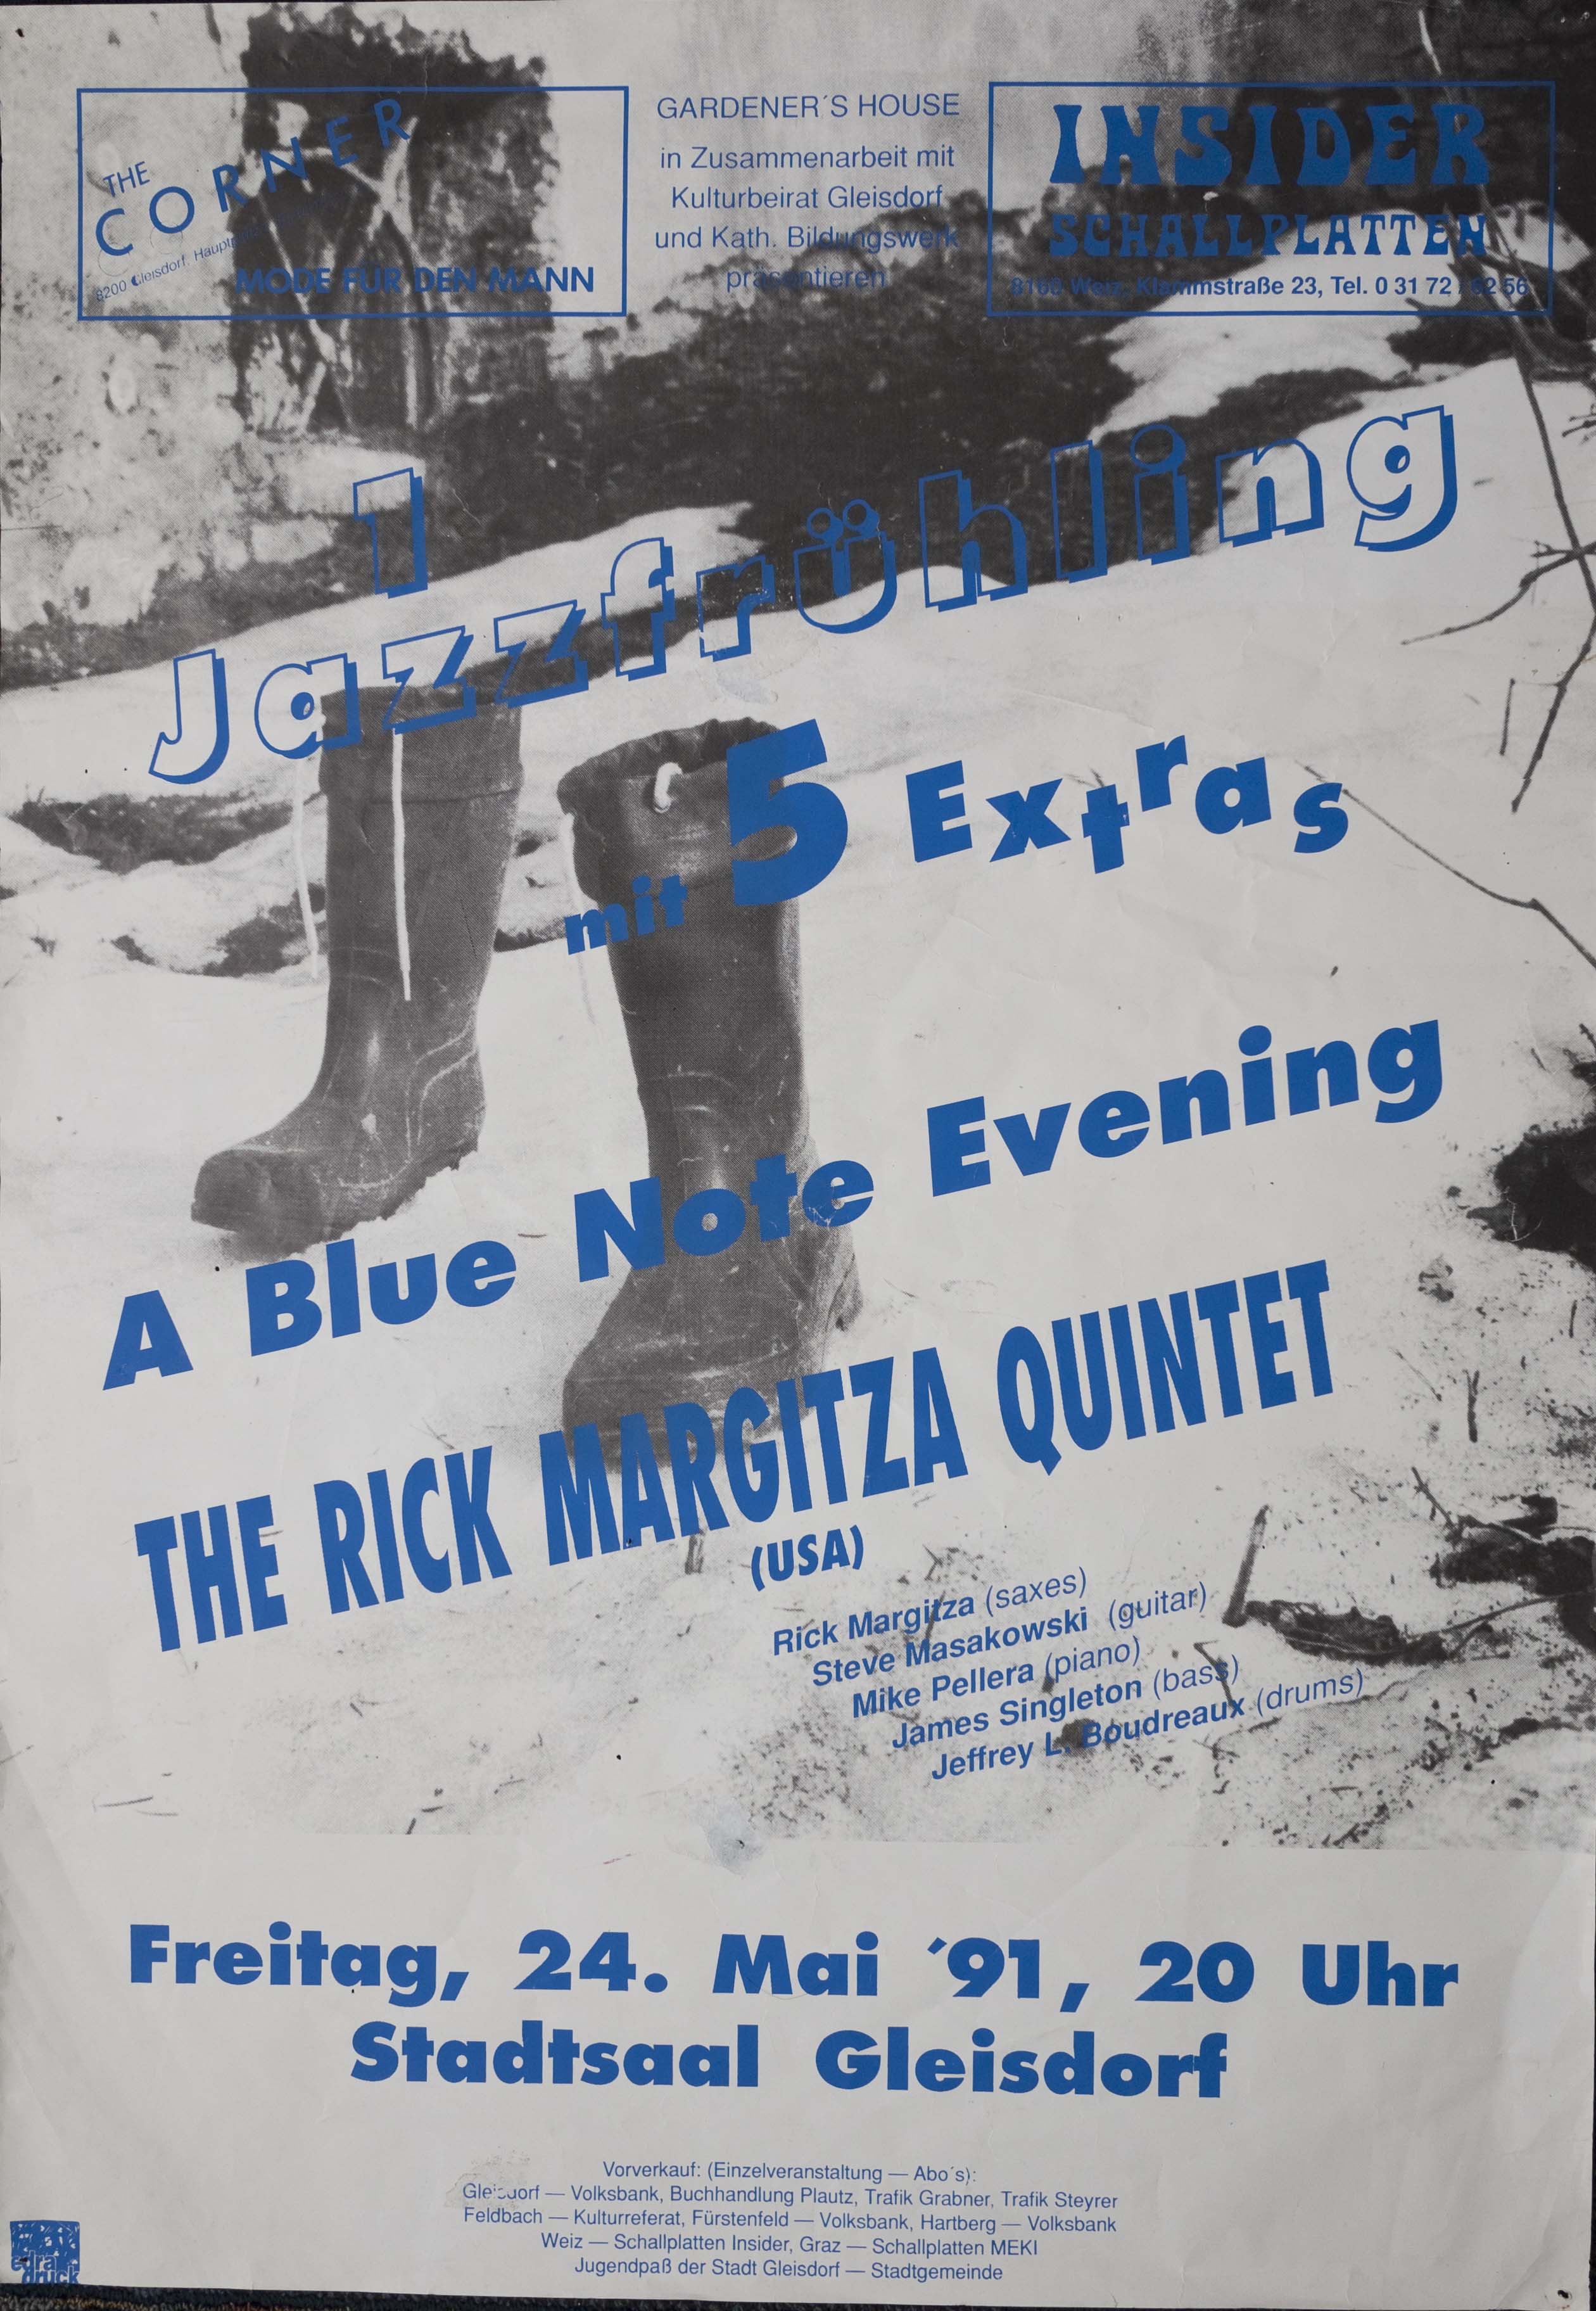 THE
CORNER
8200 Gleisdorf,
MODE FÜR DEN MANN
GARDENER´S HOUSE
in Zusammenarbeit mit
Kulturbeirat Gleisdorf
und Kath. Bildungswerk
präsentieren
INSIDER
SCHALLPLATTEN
8160 Weiz, Klammstraße 23, Tel. 0 31 72 /
1
Jazzfrühling
mit 5 Extras
A Blue Note Evening
THE RICK MARGITZA QUINTET
(USA)
Rick Margitza (saxes)
Steve Masakowski (guitar)
Mike Pellera (piano)
James Singleton (bass)
Jeffrey L. Boudreaux (drums)
Freitag, 24. Mai ´91, 20 Uhr
Stadtsaal Gleisdorf
Vorverkauf: (Einzelveranstaltung — Abo´s):
Gleisdorf — Volksbank, Buchhandlung Plautz, Trafik Grabner, Trafik Steyrer
Feldbach — Kulturreferat, Fürstenfeld — Volksbank, Hartberg — Volksbank
Weiz — Schallplatten Insider, Graz — Schallplatten MEKI
Jugendpaß der Stadt Gleisdorf — Stadtgemeinde
druck